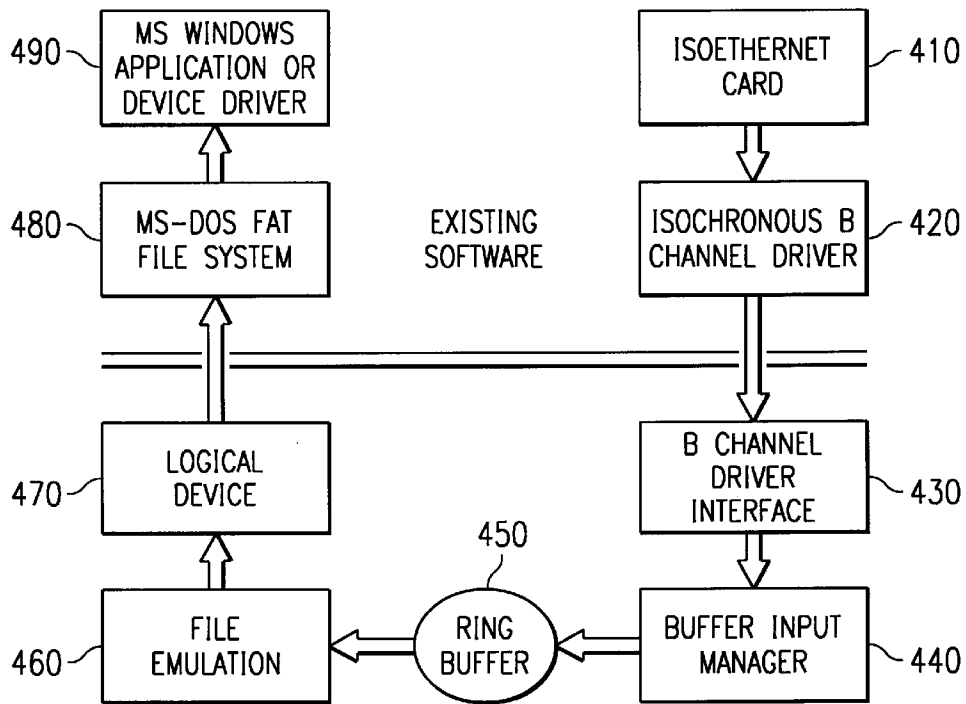 490
MS WINDOWS
APPLICATION OR
DEVICE DRIVER
ISOETHERNET
CARD
410
480
MS-DOS FAT
FILE SYSTEM
EXISTING
SOFTWARE
ISOCHRONOUS B
CHANNEL DRIVER
420
470
LOGICAL
DEVICE
B CHANNEL
DRIVER
INTERFACE
430
450
460
FILE
EMULATION
RING
BUFFER
BUFFER INPUT
MANAGER
440